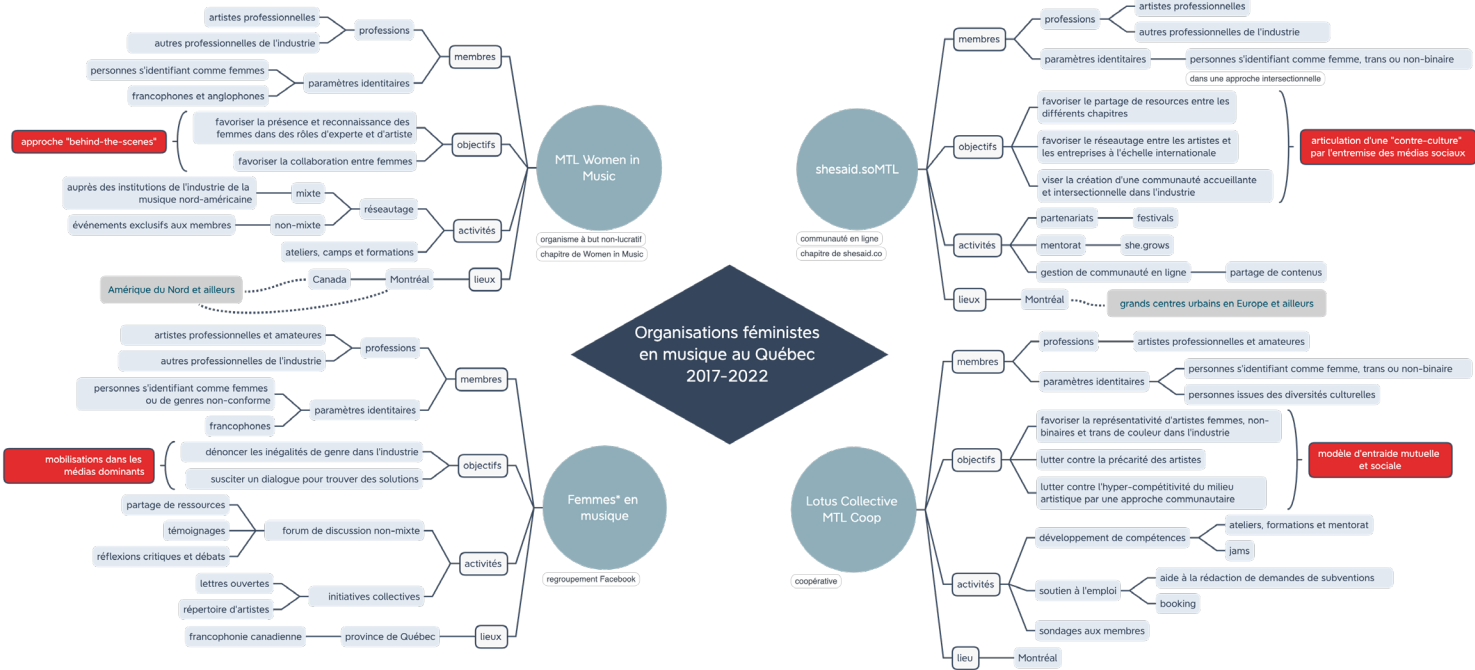 Organisations féministes
en musique au Québec
2017-2022
MTL Women in
Music
organisme à but non-lucratif
chapitre de Women in Music
membres
professions
artistes professionnelles
autres professionnelles de l'industrie
paramètres identitaires
personnes s'identifiant comme femmes
francophones et anglophones
objectifs
favoriser la présence et reconnaissance des
femmes dans des rôles d'experte et d'artiste
favoriser la collaboration entre femmes
approche "behind-the-scenes"
activités
réseautage
mixte
auprès des institutions de l'industrie de la
musique nord-américaine
non-mixte
événements exclusifs aux membres
ateliers, camps et formations
lieux
Montréal
Canada
Amérique du Nord et ailleurs
shesaid.soMTL
communauté en ligne
chapitre de shesaid.co
membres
professions
artistes professionnelles
autres professionnelles de l'industrie
paramètres identitaires
personnes s'identifiant comme femme, trans ou non-binaire
dans une approche intersectionnelle
objectifs
favoriser le partage de resources entre les
différents chapitres
favoriser le réseautage entre les artistes et
les entreprises à l'échelle internationale
viser la création d'une communauté accueillante
et intersectionnelle dans l'industrie
articulation d'une "contre-culture"
par l'entremise des médias sociaux
activités
partenariats
festivals
mentorat
she.grows
gestion de communauté en ligne
partage de contenus
lieux
Montréal
grands centres urbains en Europe et ailleurs
Femmes* en
musique
regroupement Facebook
membres
professions
artistes professionnelles et amateures
autres professionnelles de l'industrie
paramètres identitaires
personnes s'identifiant comme femmes
ou de genres non-conforme
francophones
objectifs
dénoncer les inégalités de genre dans l'industrie
susciter un dialogue pour trouver des solutions
mobilisations dans les
médias dominants
activités
forum de discussion non-mixte
partage de ressources
témoignages
réflexions critiques et débats
initiatives collectives
lettres ouvertes
répertoire d'artistes
lieux
province de Québec
francophonie canadienne
Lotus Collective
MTL Coop
coopérative
membres
professions
artistes professionnelles et amateures
paramètres identitaires
personnes s'identifiant comme femme, trans ou non-binaire
personnes issues des diversités culturelles
objectifs
favoriser la représentativité d'artistes femmes, non-
binaires et trans de couleur dans l'industrie
lutter contre la précarité des artistes
lutter contre l'hyper-compétitivité du milieu
artistique par une approche communautaire
modèle d'entraide mutuelle
et sociale
activités
développement de compétences
ateliers, formations et mentorat
jams
soutien à l'emploi
aide à la rédaction de demandes de subventions
booking
sondages aux membres
lieu
Montréal